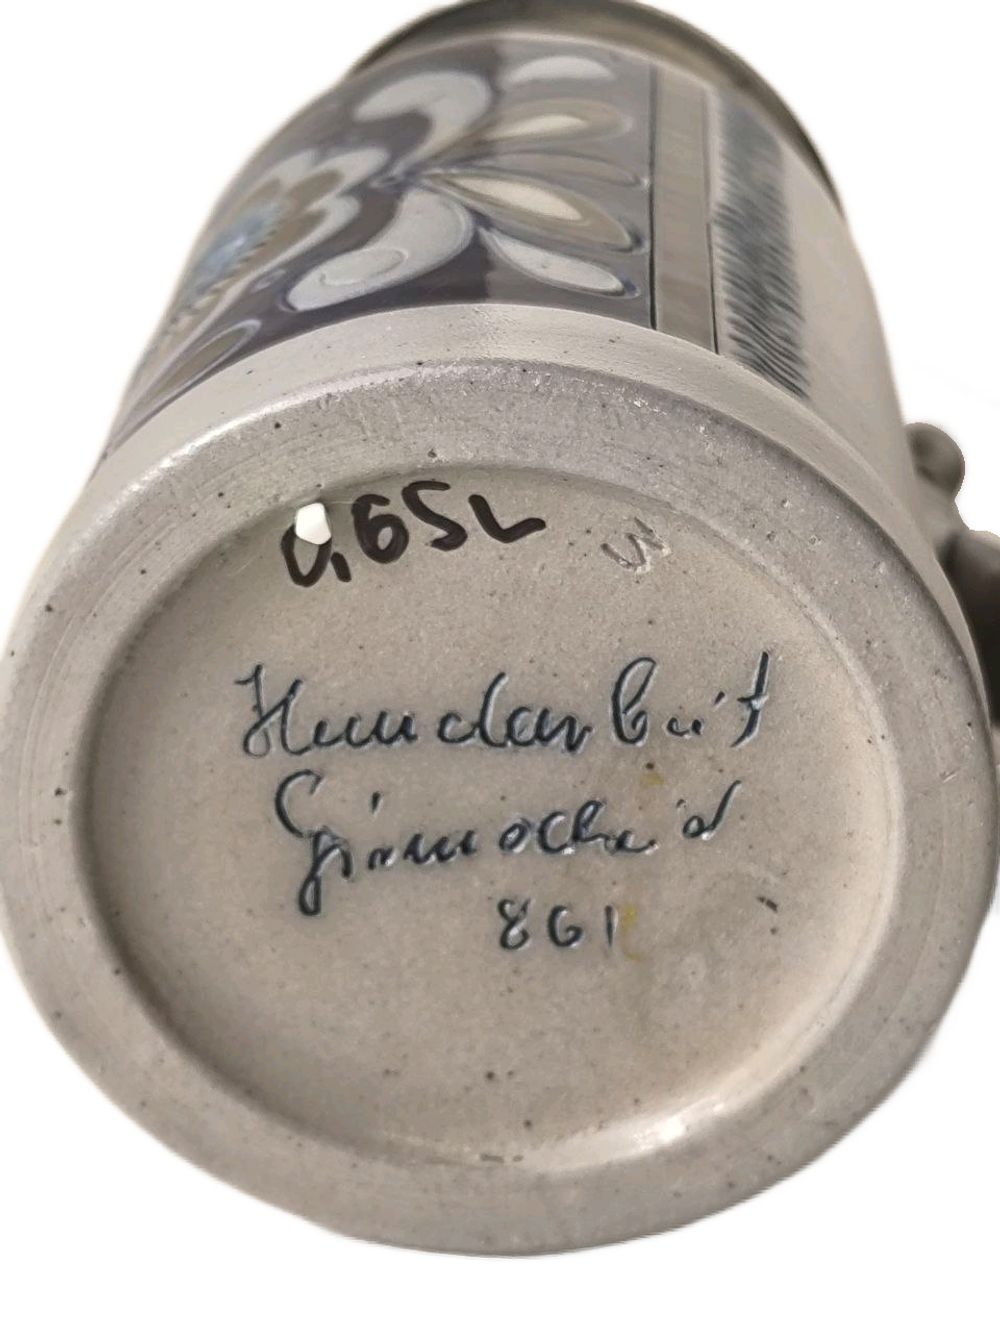 0,65L
W
Handarbeit
Girmscheid
861